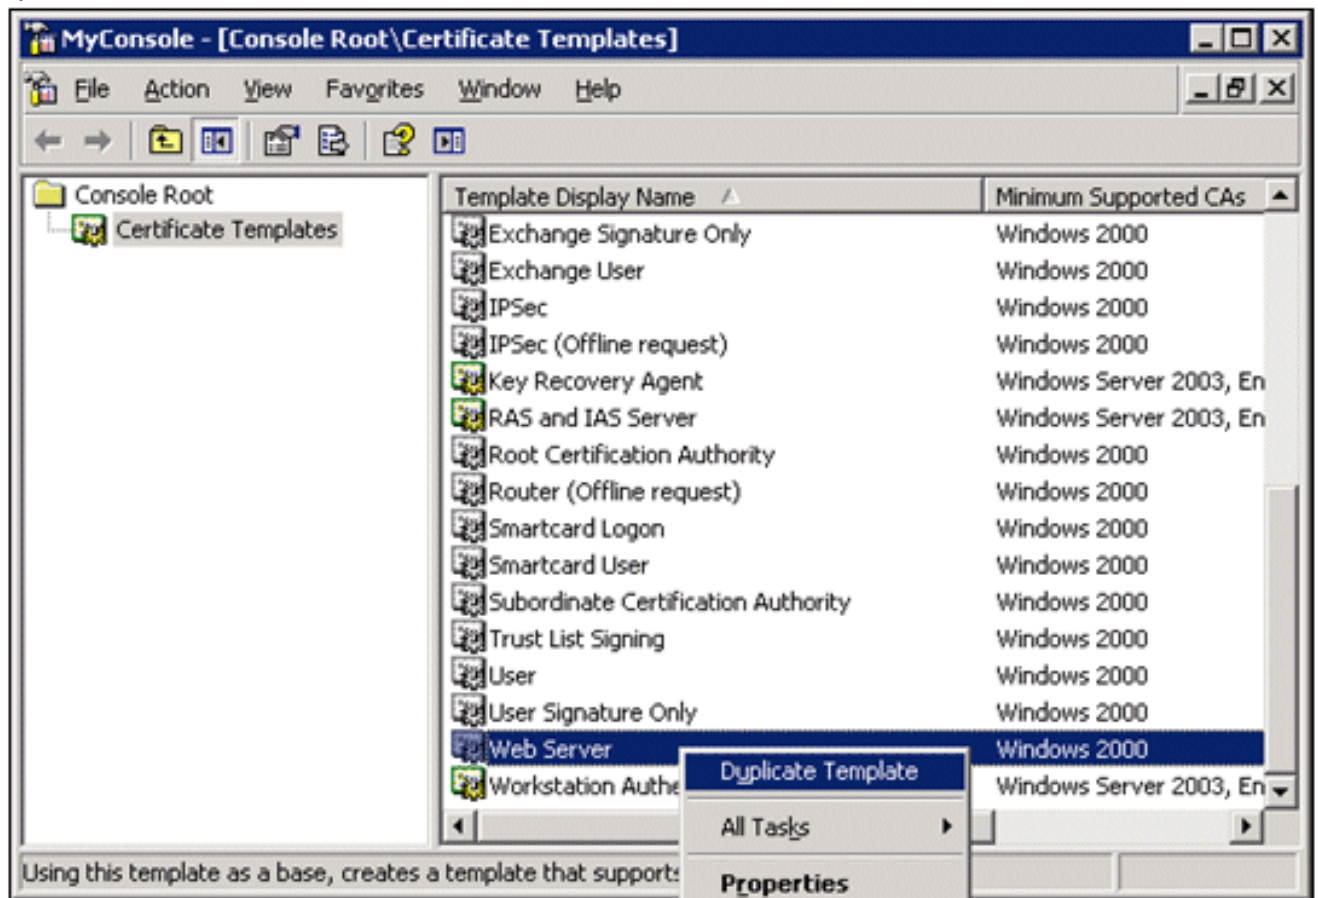 MyConsole - [Console Root\Certificate Templates]
File Action View Favorites Window Help
Console Root
Certificate Templates
Template Display Name Minimum Supported CAs
Exchange Signature Only Windows 2000
Exchange User Windows 2000
IPSec Windows 2000
IPSec (Offline request) Windows 2000
Key Recovery Agent Windows Server 2003, En
RAS and IAS Server Windows Server 2003, En
Root Certification Authority Windows 2000
Router (Offline request) Windows 2000
Smartcard Logon Windows 2000
Smartcard User Windows 2000
Subordinate Certification Authority Windows 2000
Trust List Signing Windows 2000
User Windows 2000
User Signature Only Windows 2000
Web Server Windows 2000
Duplicate Template
Workstation Authe Windows Server 2003, En
All Tasks
Using this template as a base, creates a template that supports
Properties